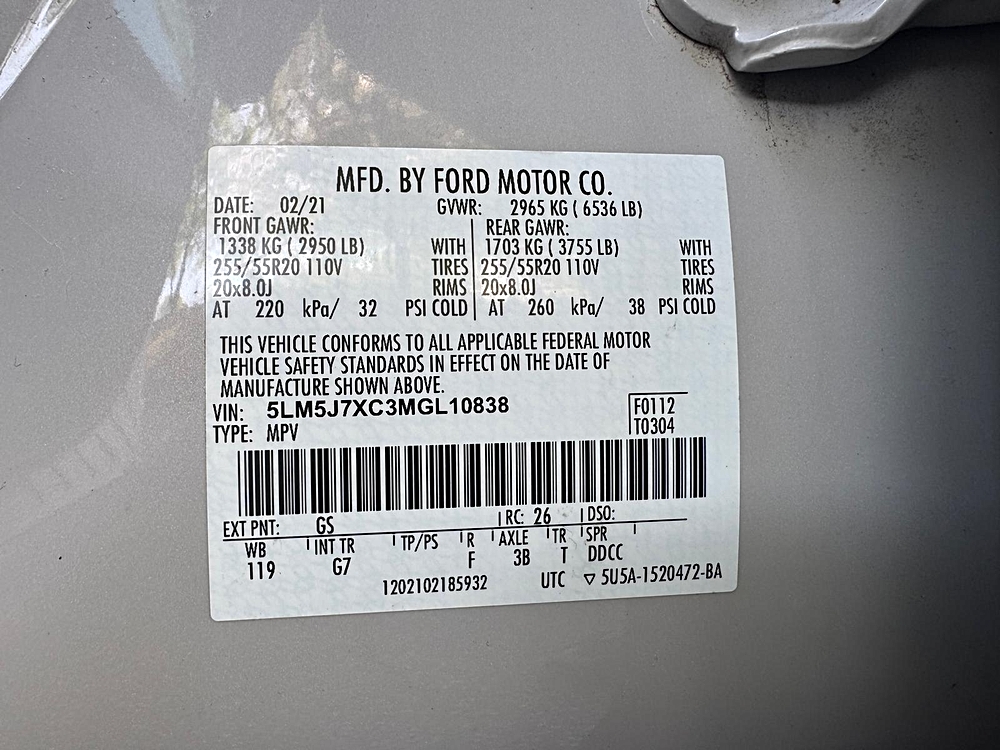 MFD. BY FORD MOTOR CO.
DATE: 02/21 GVWR: 2965 KG ( 6536 LB)
FRONT GAWR: REAR GAWR:
1338 KG ( 2950 LB) WITH 1703 KG ( 3755 LB) WITH
255/55R20 110V TIRES 255/55R20 110V TIRES
20x8.0J RIMS 20x8.0J RIMS
AT 220 kPa/ 32 PSI COLD AT 260 kPa/ 38 PSI COLD
THIS VEHICLE CONFORMS TO ALL APPLICABLE FEDERAL MOTOR
VEHICLE SAFETY STANDARDS IN EFFECT ON THE DATE OF
MANUFACTURE SHOWN ABOVE.
VIN: 5LM5J7XC3MGL10838 F0112
TYPE: MPV T0304
EXT PNT: GS RC: 26 DSO:
WB INT TR TP/PS R AXLE TR SPR
119 G7 F 3B T DDCC
1202102185932 UTC ▽ 5U5A-1520472-BA